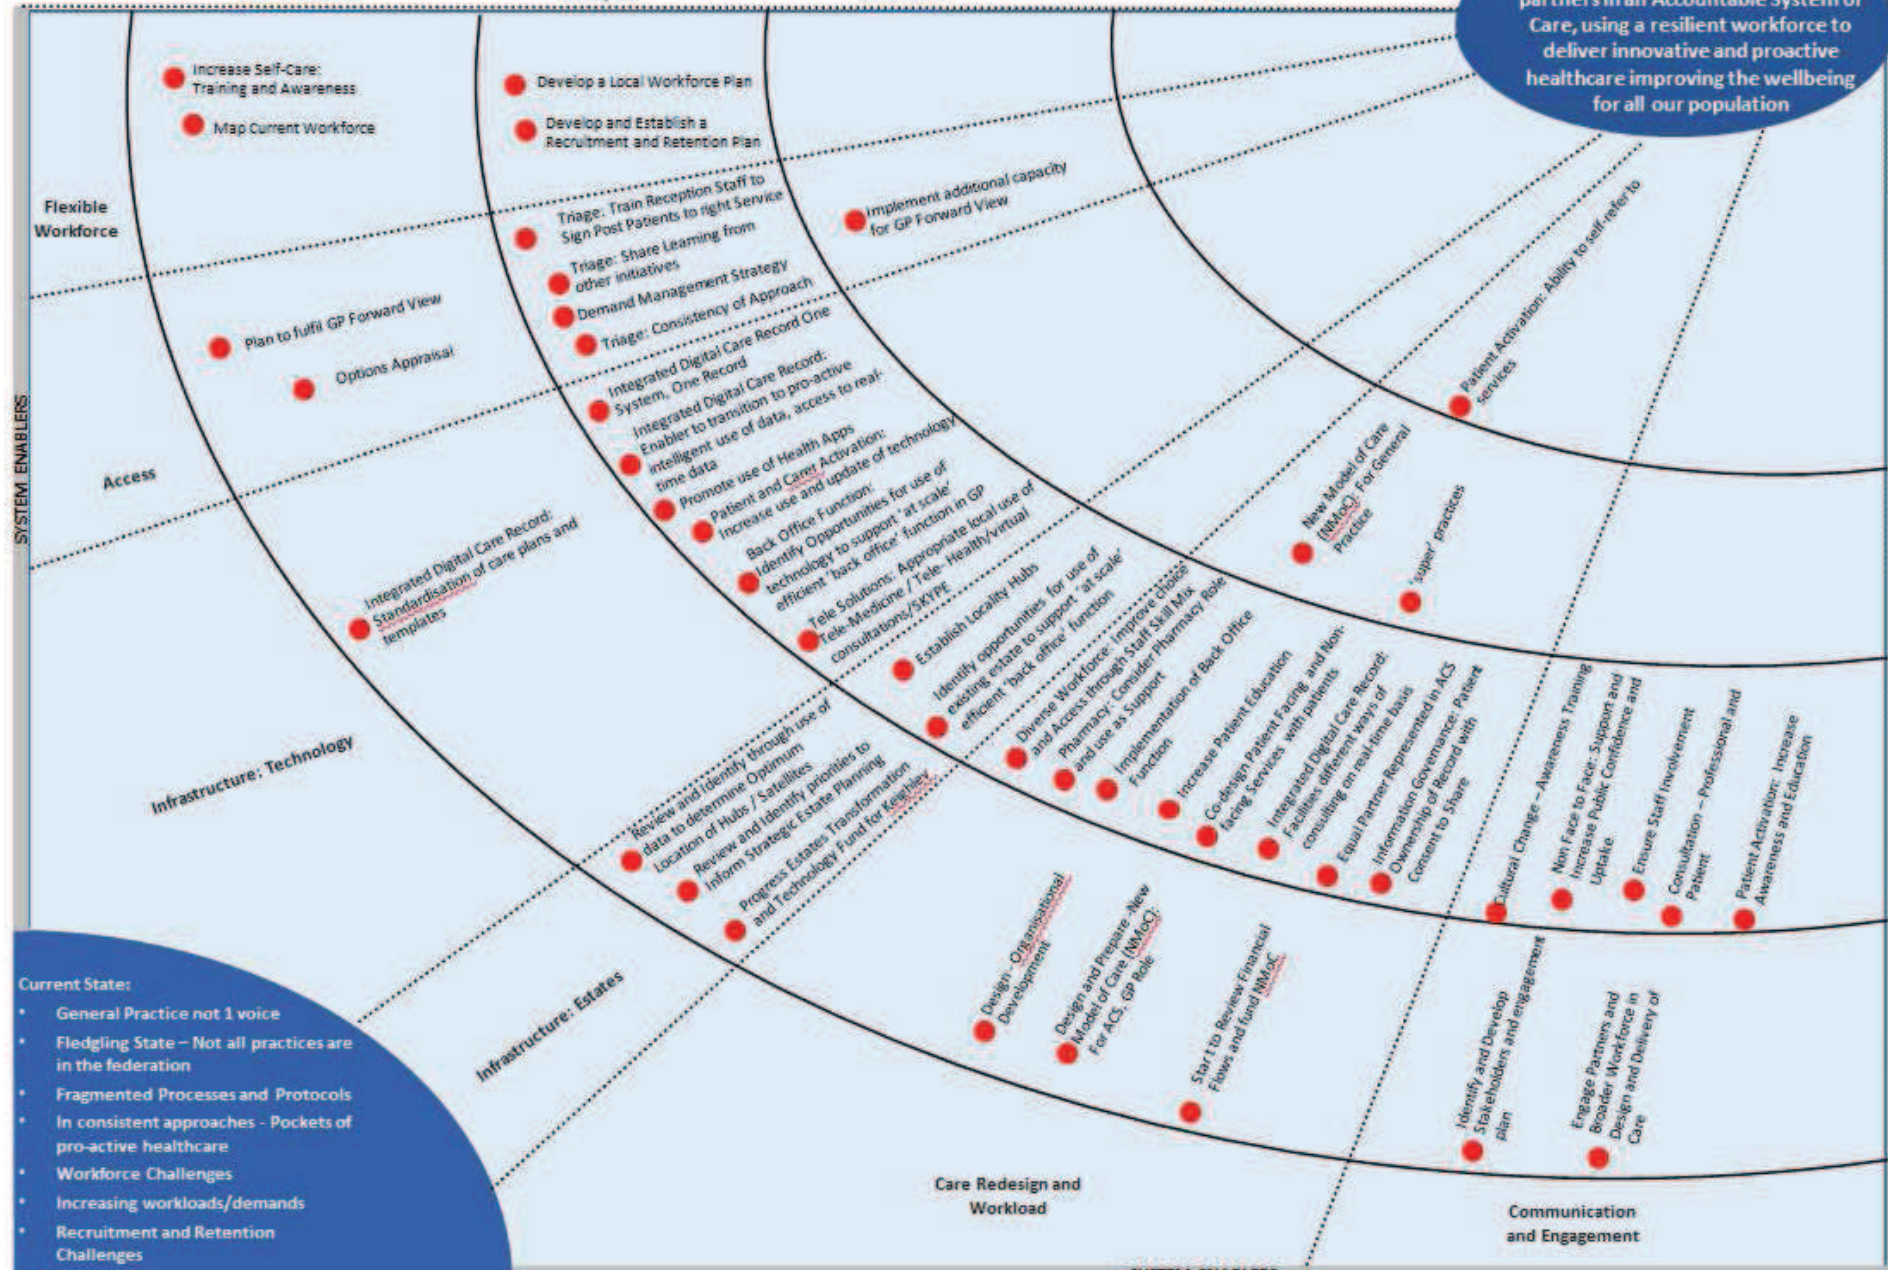 partners in an Accountable System of
Care, using a resilient workforce to
deliver innovative and proactive
healthcare improving the wellbeing
for all our population
SYSTEM ENABLERS
Flexible
Workforce
Increase Self-Care:
Training and Awareness
Map Current Workforce
Develop a Local Workforce Plan
Develop and Establish a
Recruitment and Retention Plan
Access
Plan to fulfil GP Forward View
Options Appraisal
Triage: Train Reception Staff to
Sign Post Patients to right Service
Triage: Share Learning from
other initiatives
Demand Management Strategy
Triage: Consistency of Approach
Implement additional capacity
for GP Forward View
Infrastructure: Technology
Integrated Digital Care Record:
Standardisation of care plans and
templates
Integrated Digital Care Record One
System, One Record
Integrated Digital Care Record:
Enabler to transition to pro-active
intelligent use of data, access to real-
time data
Promote use of Health Apps
Patient and Carer Activation:
Increase use and update of technology
Back Office Function:
Identify Opportunities for use of
technology to support 'at scale'
efficient 'back office' function in GP
Tele Solutions: Appropriate local use of
Tele-Medicine / Tele- Health/virtual
consultations/SKYPE
Infrastructure: Estates
Review and identify through use of
data to determine Optimum
Location of Hubs / Satellites
Review and Identify priorities to
Inform Strategic Estate Planning
Progress Estates Transformation
and Technology Fund for Keighley
Establish Locality Hubs
Identify opportunities for use of
existing estate to support 'at scale'
efficient 'back office' function
Care Redesign and
Workload
Design - Organisational
Development
Design and Prepare -New
Model of Care (NMoC):
For ACS, GP Role
Start to Review Financial
Flows and fund NMoC
Diverse Workforce: Improve choice
and Access through Staff Skill Mix
Pharmacy: Consider Pharmacy Role
and use as Support
Implementation of Back Office
Function
Increase Patient Education
Co-design Patient Facing and Non-
facing Services with patients
Integrated Digital Care Record:
Facilities different ways of
consulting on real-time basis
Equal Partner Represented in ACS
Information Governance: Patient
Ownership of Record with
Consent to Share
New Model of Care
(NMoC): For General
Practice
'super' practices
Patient Activation: Ability to self-refer to
services
Communication
and Engagement
Identify and Develop
Stakeholders and engagement
plan
Engage Partners and
Broader Workforce in
Design and Delivery of
Care
Cultural Change - Awareness Training
Non Face to Face: Support and
Increase Public Confidence and
Uptake
Ensure Staff Involvement
Consultation – Professional and
Patient
Patient Activation: Increase
Awareness and Education
Current State:
• General Practice not 1 voice
• Fledgling State – Not all practices are
in the federation
• Fragmented Processes and Protocols
• In consistent approaches - Pockets of
pro-active healthcare
• Workforce Challenges
• Increasing workloads/demands
• Recruitment and Retention
Challenges
SYSTEM ENABLERS